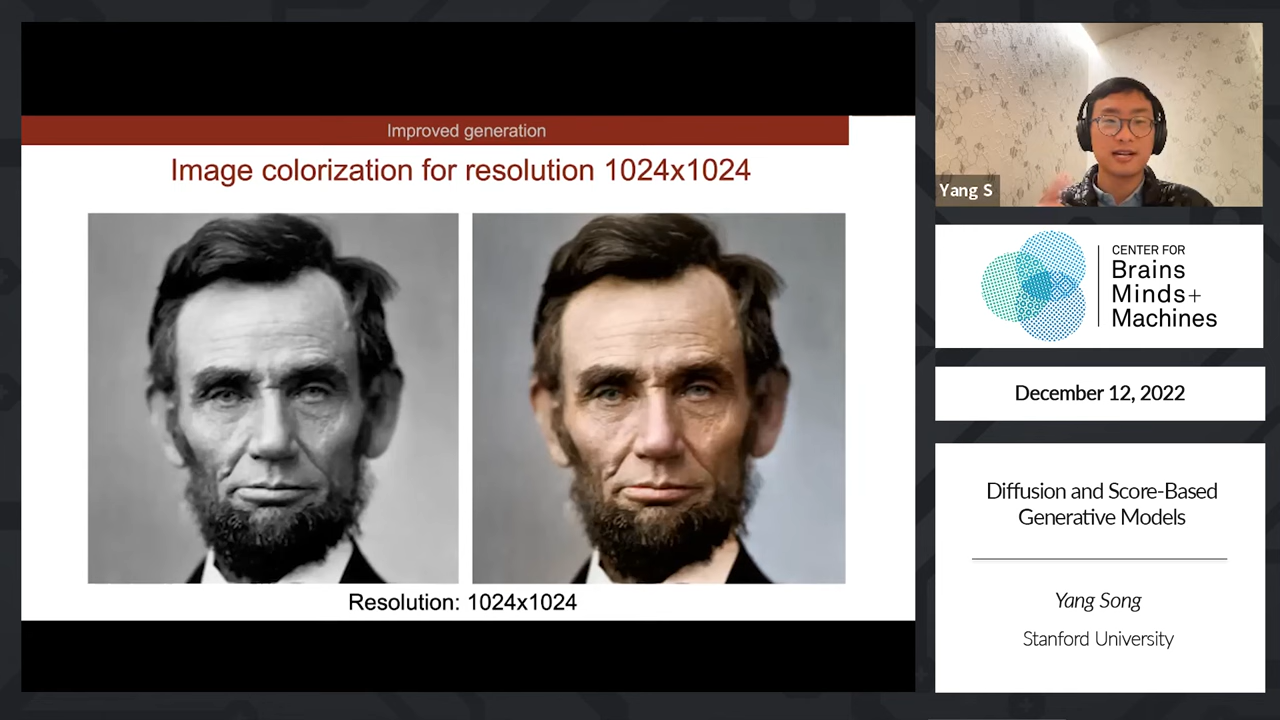 Improved generation
Image colorization for resolution 1024x1024
Resolution: 1024x1024
Yang S
CENTER FOR
Brains
Minds+
Machines
December 12, 2022
Diffusion and Score-Based
Generative Models
Yang Song
Stanford University